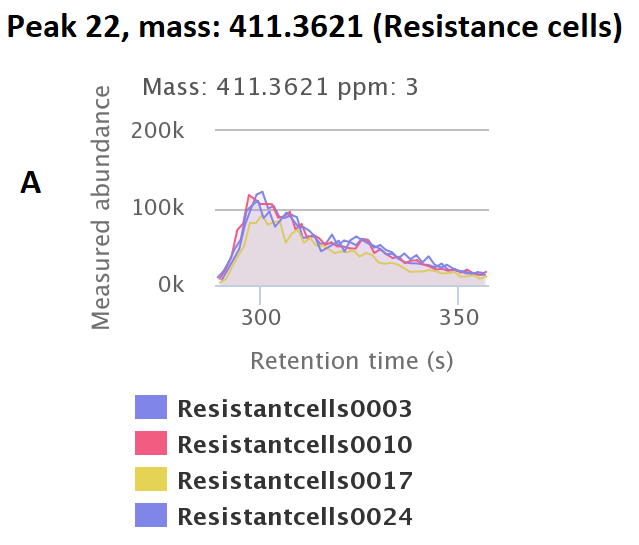 Peak 22, mass: 411.3621 (Resistance cells)
Mass: 411.3621 ppm: 3
A
Measured abundance
200k
100k
0k
300
350
Retention time (s)
Resistantcells0003
Resistantcells0010
Resistantcells0017
Resistantcells0024